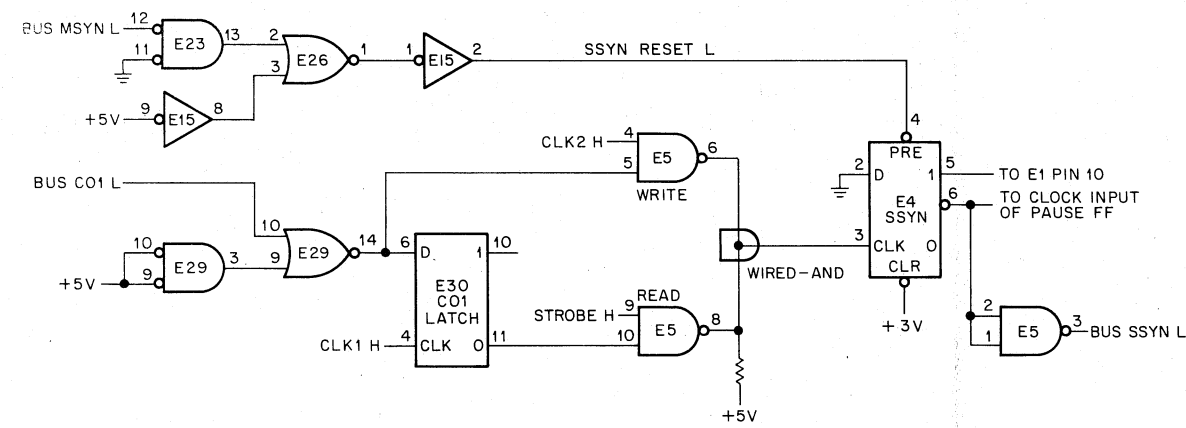 BUS MSYN L
12
11
E23
13
2
3
E26
1
1
E15
2
SSYN RESET L
+5V
9
E15
8
4
PRE
2
D
1
5
TO E1 PIN 10
E4
SSYN
6
TO CLOCK INPUT
OF PAUSE FF
3
CLK
O
CLR
+3V
CLK2 H
4
5
E5
6
WRITE
BUS CO1 L
10
9
E29
14
10
9
E29
3
+5V
6
D
1
10
E30
CO1
LATCH
CLK1 H
4
CLK
O
11
WIRED-AND
READ
STROBE H
9
10
E5
8
+5V
2
1
E5
3
BUS SSYN L